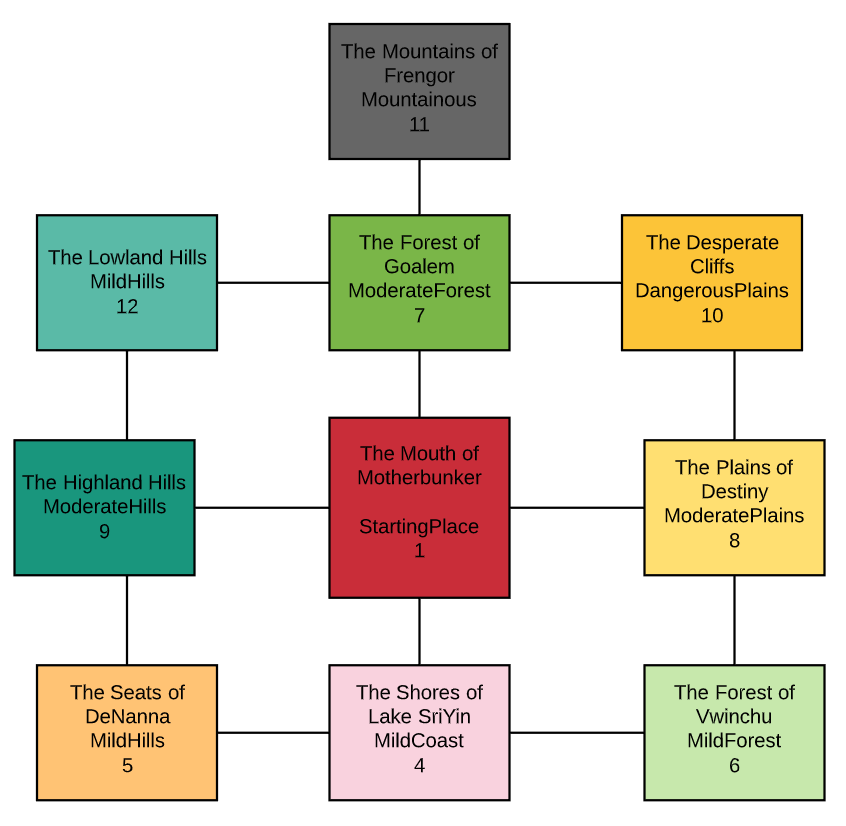 The Mountains of
Frengor
Mountainous
11
The Lowland Hills
MildHills
12
The Forest of
Goalem
ModerateForest
7
The Desperate
Cliffs
DangerousPlains
10
The Highland Hills
ModerateHills
9
The Mouth of
Motherbunker
StartingPlace
1
The Plains of
Destiny
ModeratePlains
8
The Seats of
DeNanna
MildHills
5
The Shores of
Lake SriYin
MildCoast
4
The Forest of
Vwinchu
MildForest
6